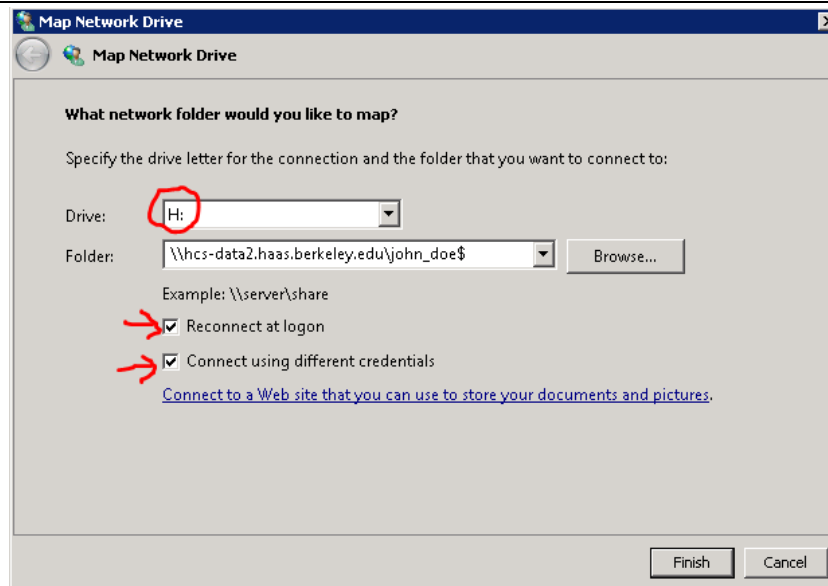 Map Network Drive
Map Network Drive
What network folder would you like to map?
Specify the drive letter for the connection and the folder that you want to connect to:
Drive: H:
Folder: \\hcs-data2.haas.berkeley.edu\john_doe$ Browse...
Example: \\server\share
Reconnect at logon
Connect using different credentials
Connect to a Web site that you can use to store your documents and pictures.
Finish Cancel